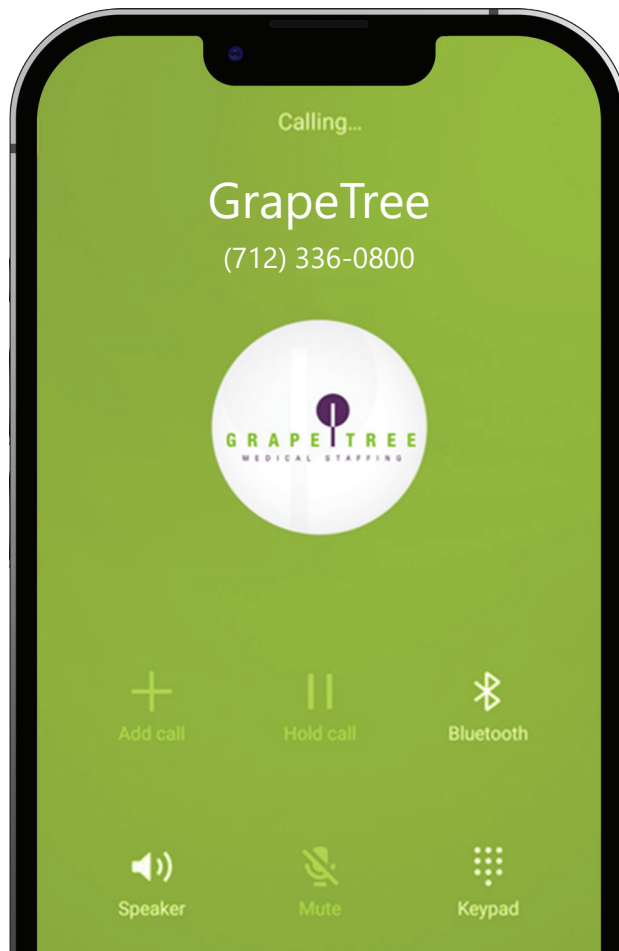 Calling...
GrapeTree
(712) 336-0800
GRAPETREE
MEDICAL STAFFING
Add call Hold call Bluetooth
Speaker Mute Keypad